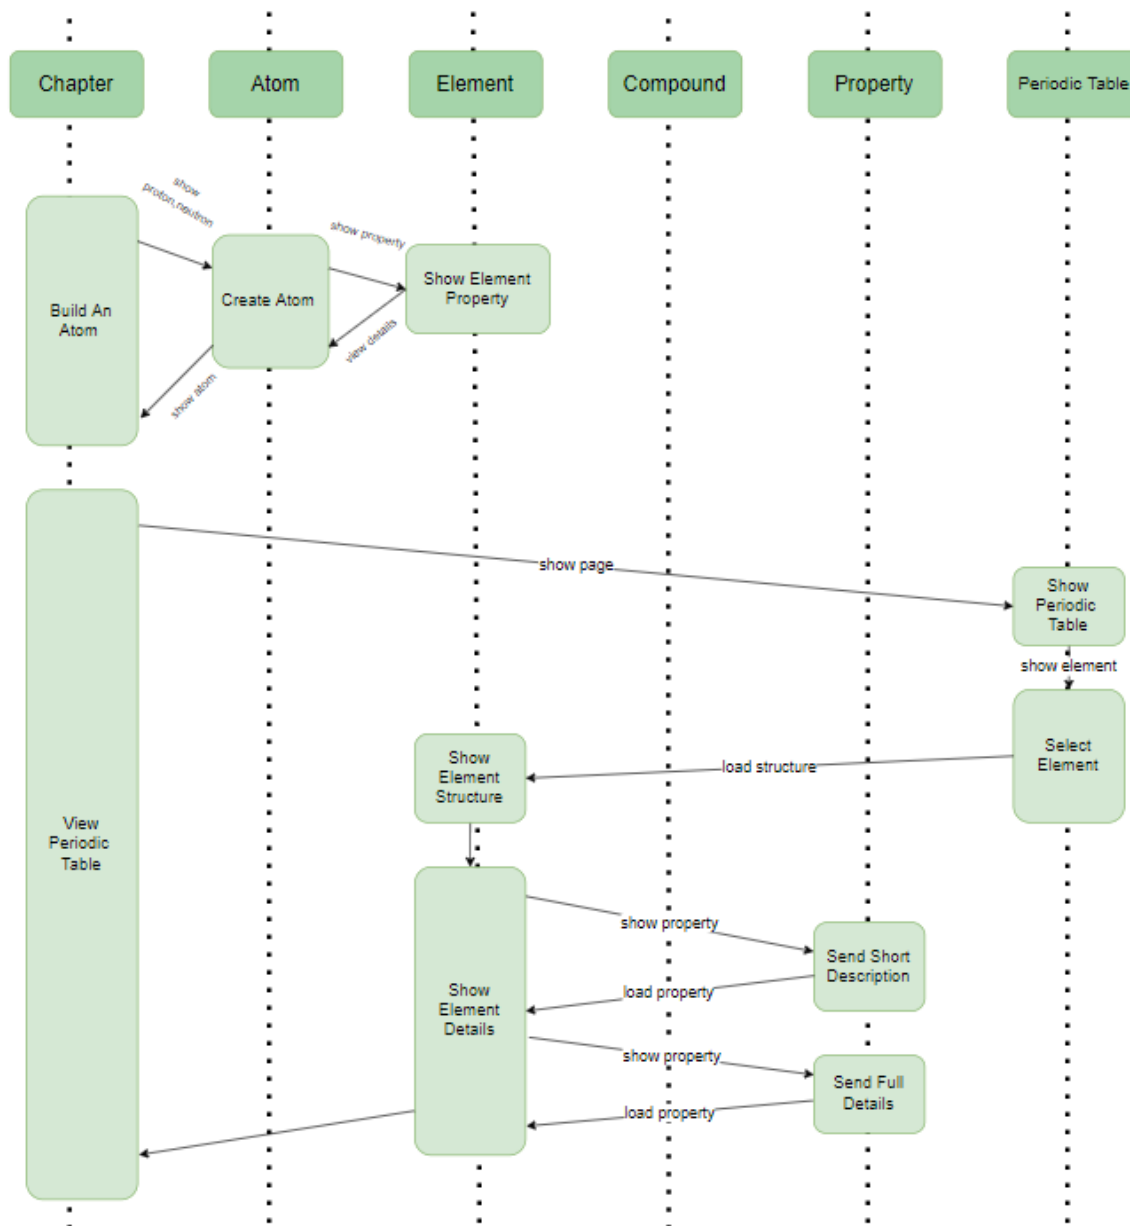 Chapter
Atom
Element
Compound
Property
Periodic Table
show
proton,neutron
show property
Build An
Atom
Create Atom
Show Element
Property
view details
show atom
show page
Show
Periodic
Table
show element
Select
Element
load structure
Show
Element
Structure
View
Periodic
Table
show property
Send Short
Description
load property
Show
Element
Details
show property
Send Full
Details
load property